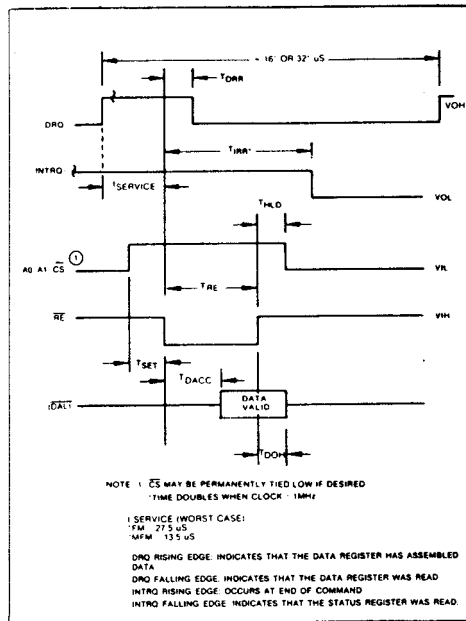 *16* OR 32* uS
TDRR
VOH
DRQ
TIRR*
INTRQ
VOL
tSERVICE
THLD
1
A0 A1 CS
VIL
TRE
RE
VIH
TSET
TDACC
(DAL)
DATA
VALID
TDOH
NOTE 1 CS MAY BE PERMANENTLY TIED LOW IF DESIRED
*TIME DOUBLES WHEN CLOCK 1MHz
SERVICE (WORST CASE)
*FM 27.5 uS
*MFM 13.5 uS
DRQ RISING EDGE: INDICATES THAT THE DATA REGISTER HAS ASSEMBLED
DATA
DRQ FALLING EDGE: INDICATES THAT THE DATA REGISTER WAS READ
INTRQ RISING EDGE: OCCURS AT END OF COMMAND
INTRQ FALLING EDGE INDICATES THAT THE STATUS REGISTER WAS READ.